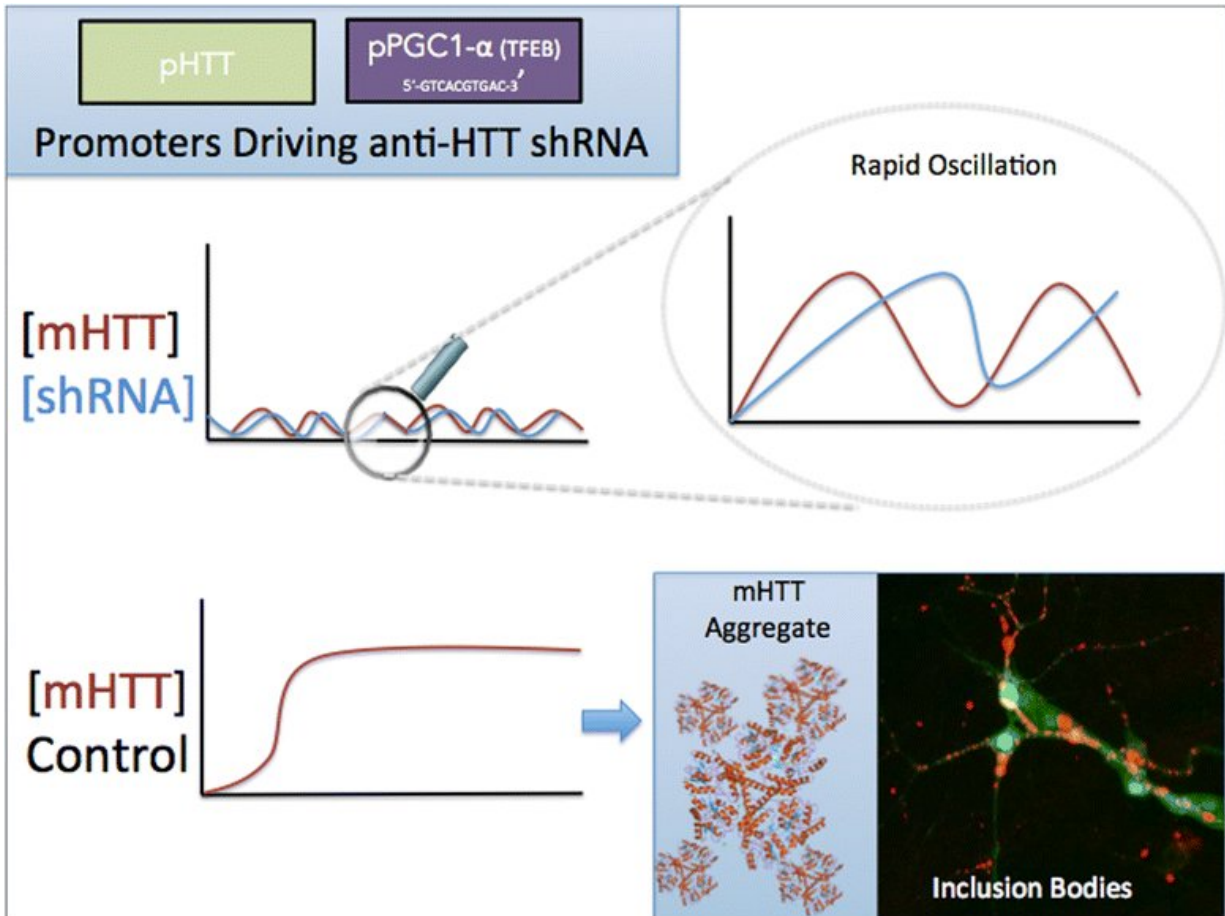 pHTT
pPGC1-α (TFEB)
5'-GTCACGTGAC-3'
Promoters Driving anti-HTT shRNA
Rapid Oscillation
[mHTT]
[shRNA]
[mHTT]
Control
mHTT
Aggregate
Inclusion Bodies